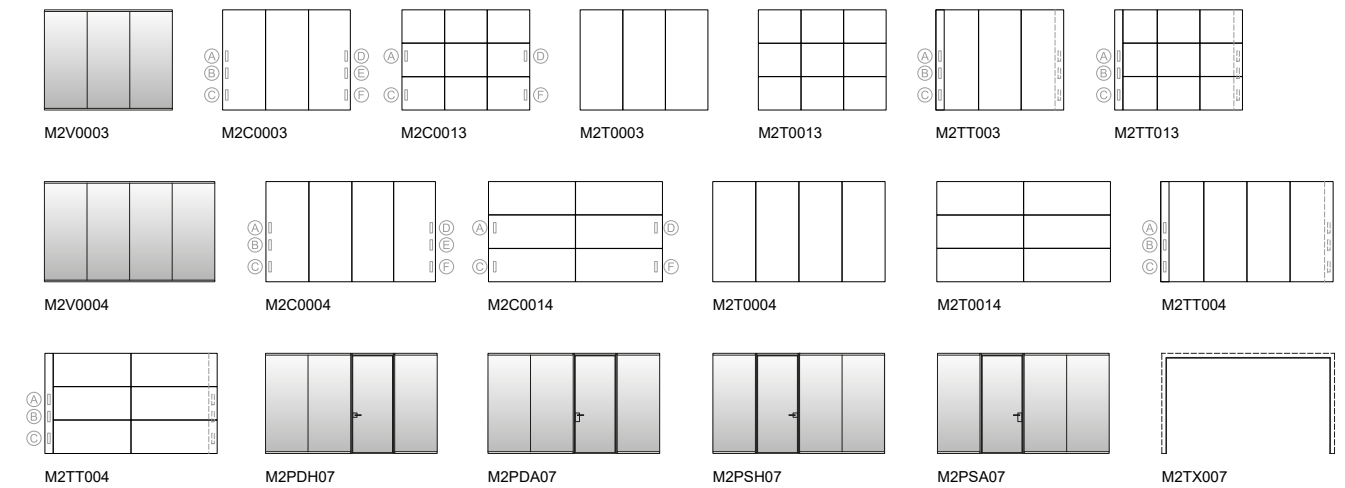 A D A D A A
B E B B
C F C F C C
M2V0003 M2C0003 M2C0013 M2T0003 M2T0013 M2TT003 M2TT013
A D A D A
B E B
C F C F C
M2V0004 M2C0004 M2C0014 M2T0004 M2T0014 M2TT004
A
B
C
M2TT004 M2PDH07 M2PDA07 M2PSH07 M2PSA07 M2TX007